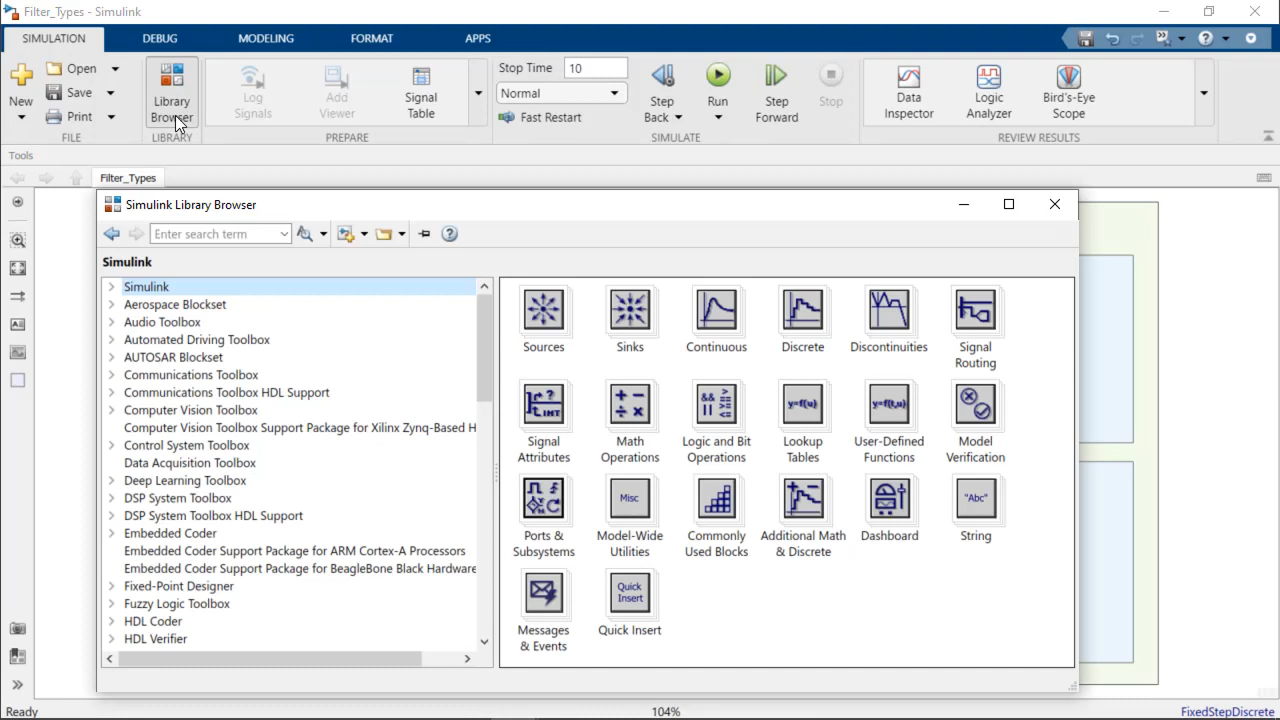 Filter_Types - Simulink
SIMULATION DEBUG MODELING FORMAT APPS
New
Open
Save
Print
FILE
Library
Browser
LIBRARY
Log
Signals
Add
Viewer
Signal
Table
PREPARE
Stop Time 10
Normal
Fast Restart
Step
Back
Run
Step
Forward
Stop
SIMULATE
Data
Inspector
Logic
Analyzer
Bird's-Eye
Scope
REVIEW RESULTS
Tools
Filter_Types
Simulink Library Browser
Enter search term
Simulink
Simulink
Aerospace Blockset
Audio Toolbox
Automated Driving Toolbox
AUTOSAR Blockset
Communications Toolbox
Communications Toolbox HDL Support
Computer Vision Toolbox
Computer Vision Toolbox Support Package for Xilinx Zynq-Based H
Control System Toolbox
Data Acquisition Toolbox
Deep Learning Toolbox
DSP System Toolbox
DSP System Toolbox HDL Support
Embedded Coder
Embedded Coder Support Package for ARM Cortex-A Processors
Embedded Coder Support Package for BeagleBone Black Hardware
Fixed-Point Designer
Fuzzy Logic Toolbox
HDL Coder
HDL Verifier
Sources
Sinks
Continuous
Discrete
Discontinuities
Signal
Routing
Signal
Attributes
Math
Operations
Logic and Bit
Operations
y=f(u)
Lookup
Tables
y=f(t,u)
User-Defined
Functions
Model
Verification
Ports &
Subsystems
Misc
Model-Wide
Utilities
Commonly
Used Blocks
Additional Math
& Discrete
Dashboard
"Abc"
String
Messages
& Events
Quick
Insert
Quick Insert
Ready
104%
FixedStepDiscrete